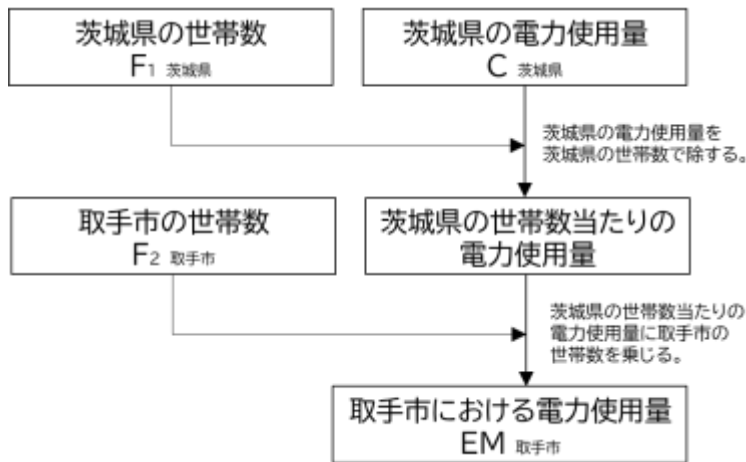 茨城県の世帯数
F1 茨城県
茨城県の電力使用量
C 茨城県
茨城県の電力使用量を
茨城県の世帯数で除する。
取手市の世帯数
F2 取手市
茨城県の世帯数当たりの
電力使用量
茨城県の世帯数当たりの
電力使用量に取手市の
世帯数を乗じる。
取手市における電力使用量
EM 取手市